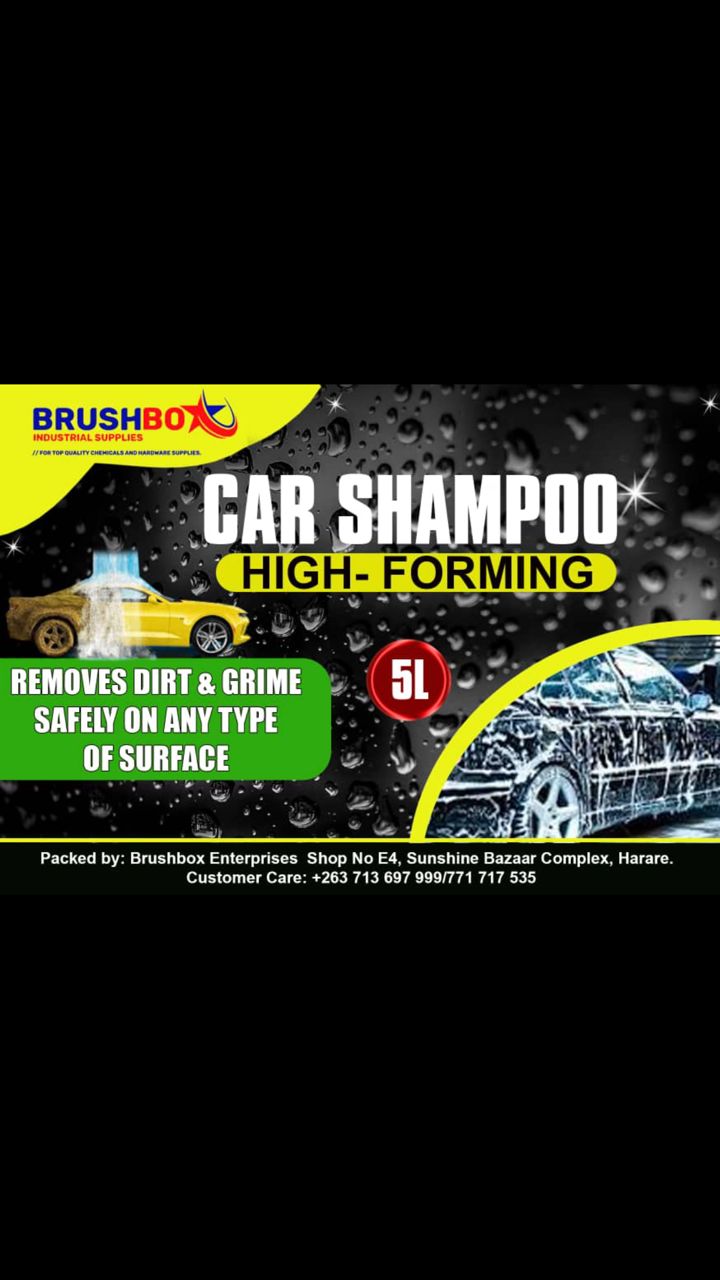 BRUSHBOX
INDUSTRIAL SUPPLIES
// FOR TOP QUALITY CHEMICALS AND HARDWARE SUPPLIES.
CAR SHAMPOO
HIGH- FORMING
REMOVES DIRT & GRIME
SAFELY ON ANY TYPE
OF SURFACE
5L
Packed by: Brushbox Enterprises Shop No E4, Sunshine Bazaar Complex, Harare.
Customer Care: +263 713 697 999/771 717 535